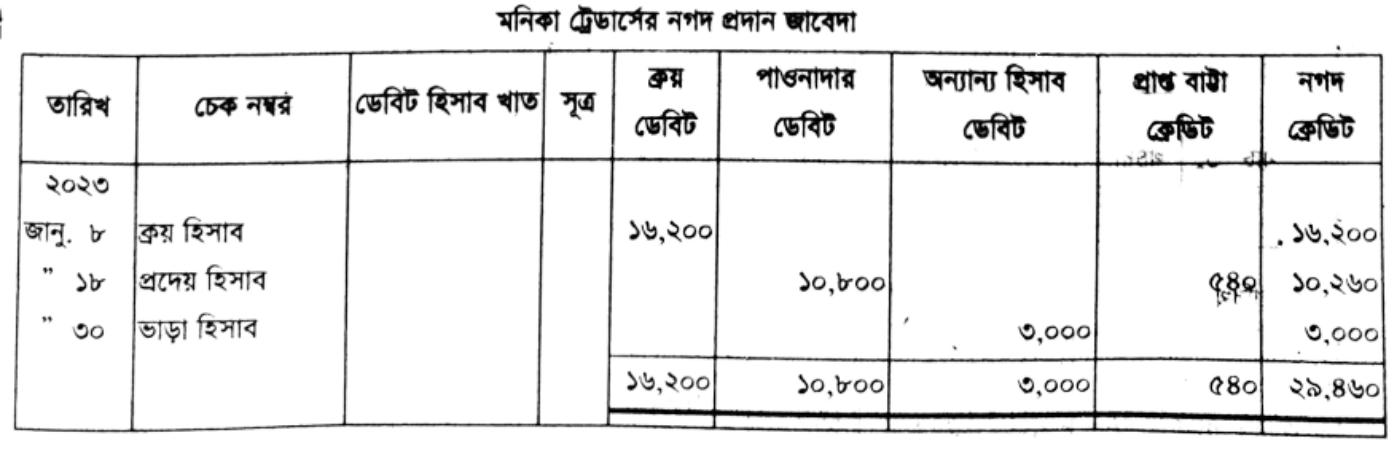 মনিকা ট্রেডার্সের নগদ প্রদান জাবেদা
তারিখ চেক নম্বর ডেবিট হিসাব খাত সূত্র ক্রয় ডেবিট পাওনাদার ডেবিট অন্যান্য হিসাব ডেবিট প্রাপ্ত বাট্টা ক্রেডিট নগদ ক্রেডিট
২০২৩
জানু. ৮ ক্রয় হিসাব ১৬,২০০ ১৬,২০০
” ১৮ প্রদেয় হিসাব ১০,৮০০ ৫৪০ ১০,২৬০
” ৩০ ভাড়া হিসাব ৩,০০০ ৩,০০০
১৬,২০০ ১০,৮০০ ৩,০০০ ৫৪০ ২৯,৪৬০